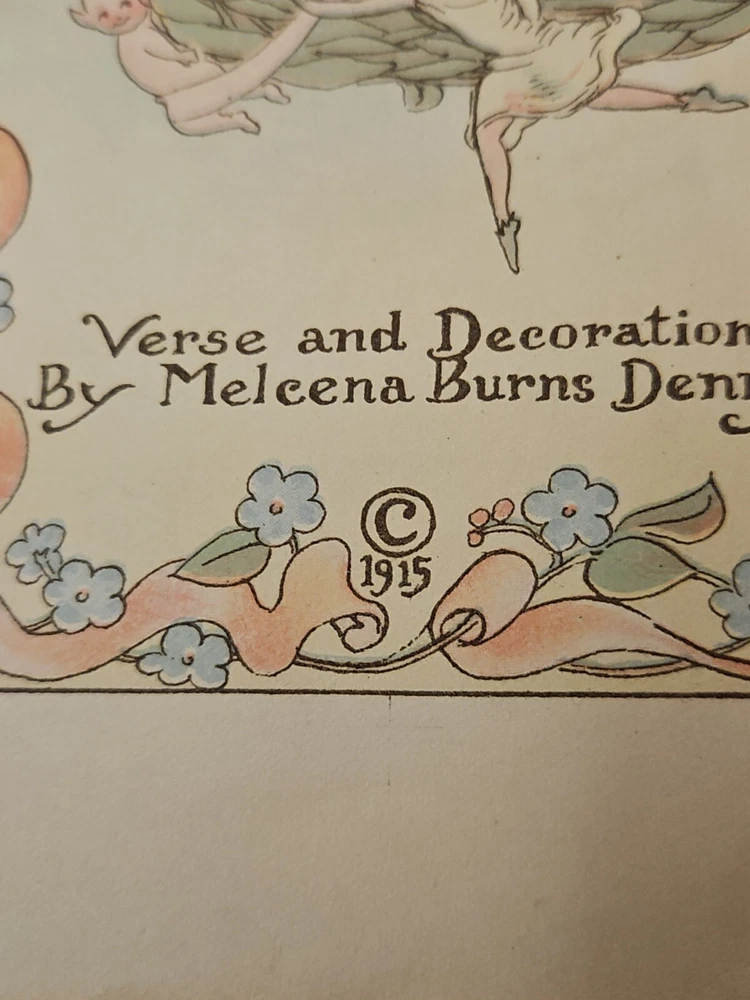 Verse and Decoration
By Melcena Burns
©
1915